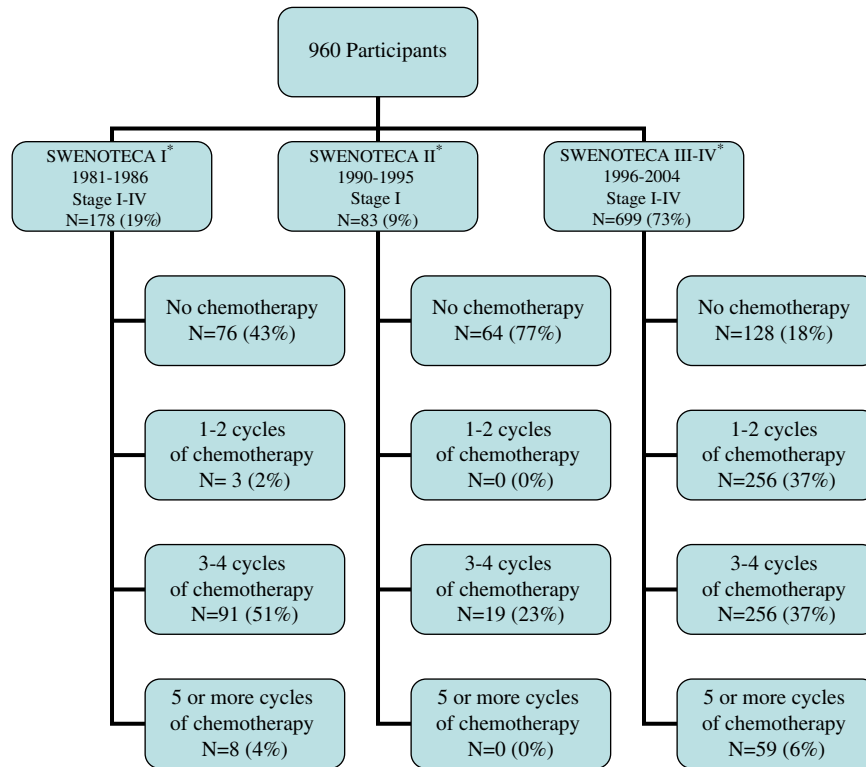 960 Participants
SWENOTECA I*
1981-1986
Stage I-IV
N=178 (19%)
SWENOTECA II*
1990-1995
Stage I
N=83 (9%)
SWENOTECA III-IV*
1996-2004
Stage I-IV
N=699 (73%)
No chemotherapy
N=76 (43%)
No chemotherapy
N=64 (77%)
No chemotherapy
N=128 (18%)
1-2 cycles
of chemotherapy
N= 3 (2%)
1-2 cycles
of chemotherapy
N=0 (0%)
1-2 cycles
of chemotherapy
N=256 (37%)
3-4 cycles
of chemotherapy
N=91 (51%)
3-4 cycles
of chemotherapy
N=19 (23%)
3-4 cycles
of chemotherapy
N=256 (37%)
5 or more cycles
of chemotherapy
N=8 (4%)
5 or more cycles
of chemotherapy
N=0 (0%)
5 or more cycles
of chemotherapy
N=59 (6%)